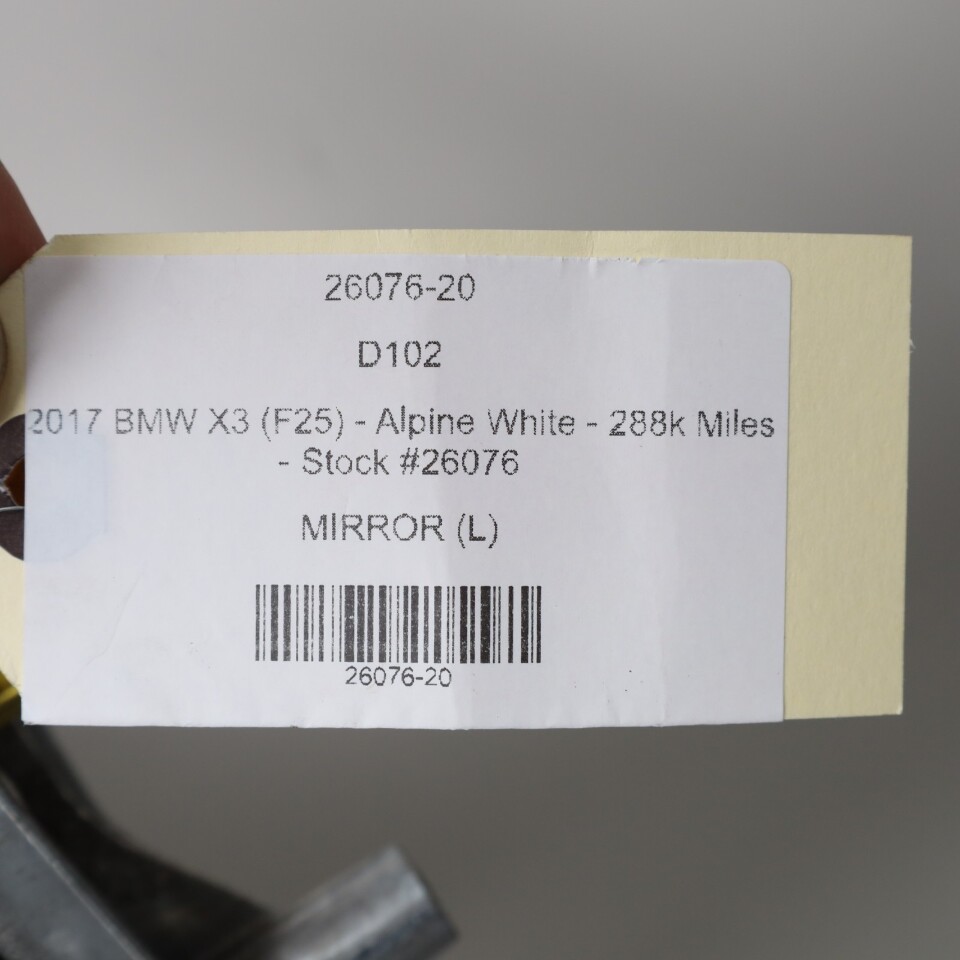 26076-20
D102
2017 BMW X3 (F25) - Alpine White - 288k Miles
- Stock #26076
MIRROR (L)
26076-20